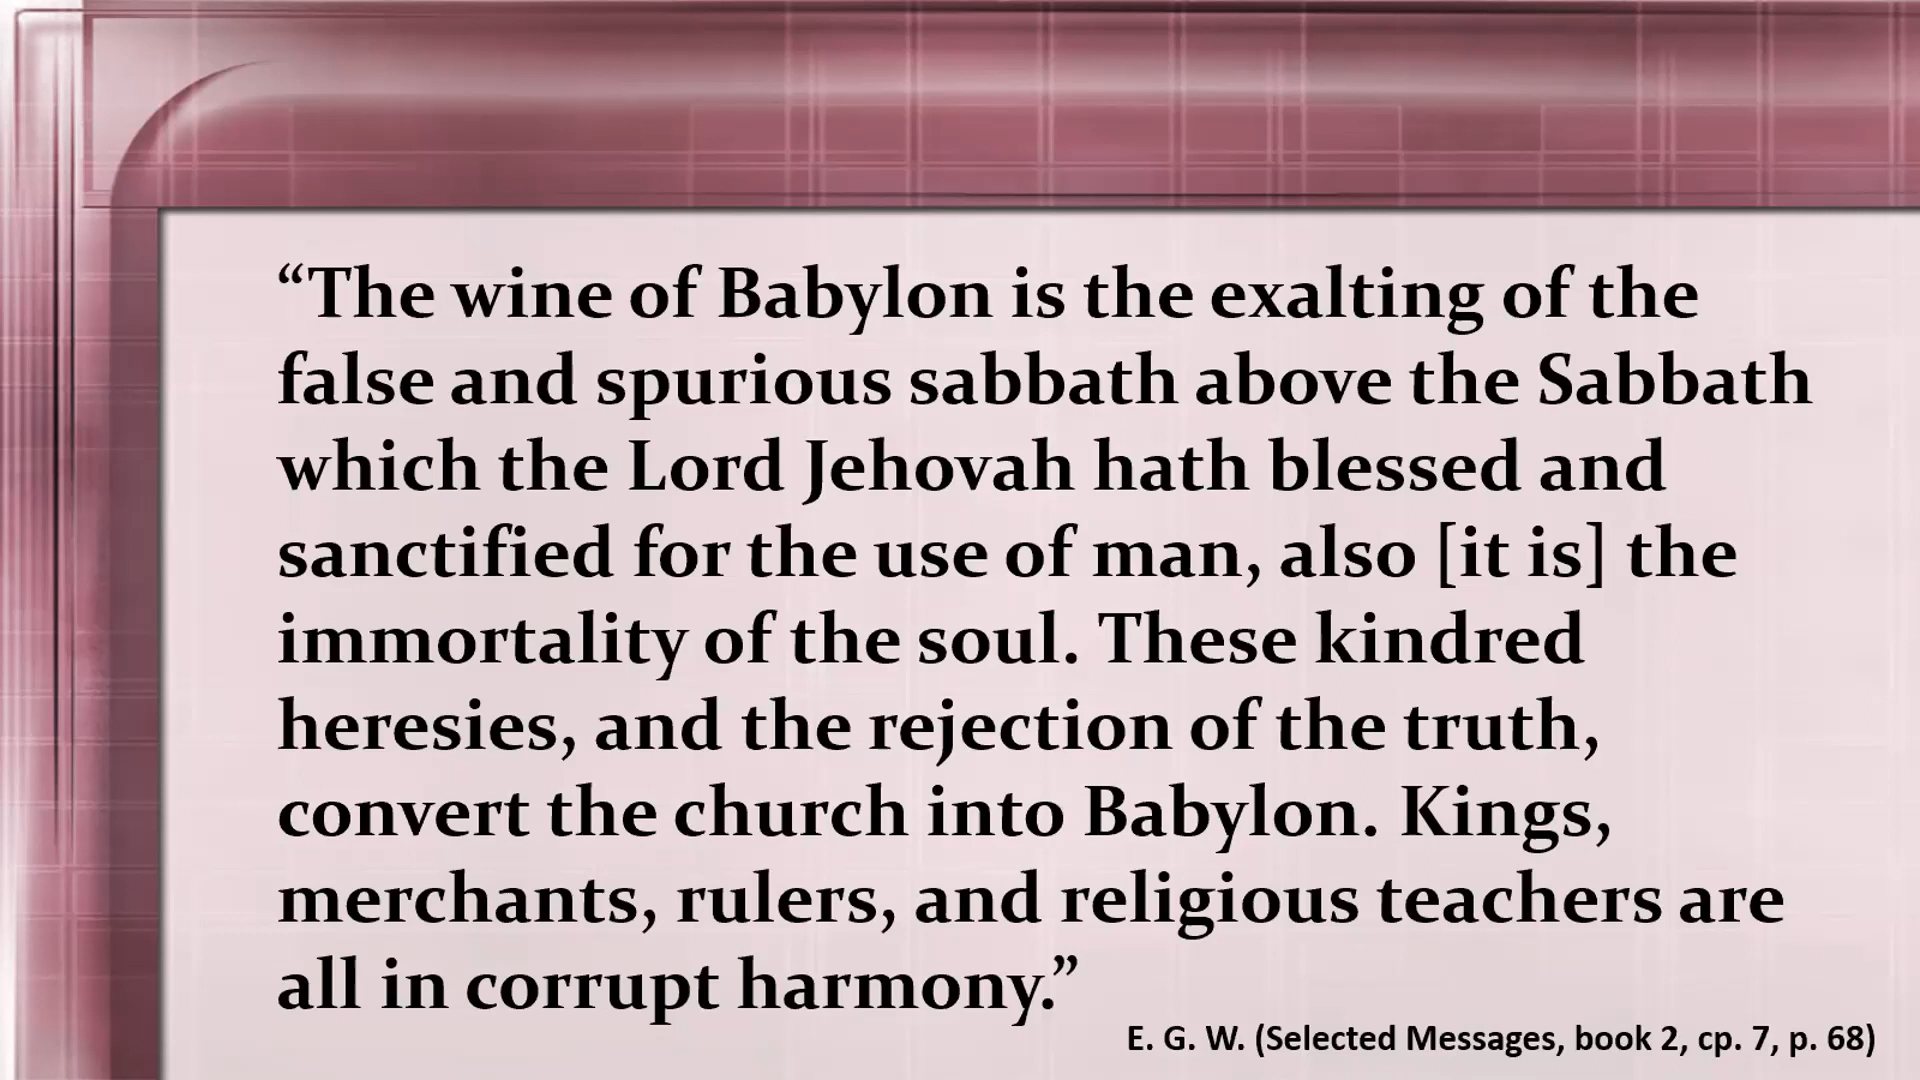 “The wine of Babylon is the exalting of the
false and spurious sabbath above the Sabbath
which the Lord Jehovah hath blessed and
sanctified for the use of man, also [it is] the
immortality of the soul. These kindred
heresies, and the rejection of the truth,
convert the church into Babylon. Kings,
merchants, rulers, and religious teachers are
all in corrupt harmony.”
E. G. W. (Selected Messages, book 2, cp. 7, p. 68)